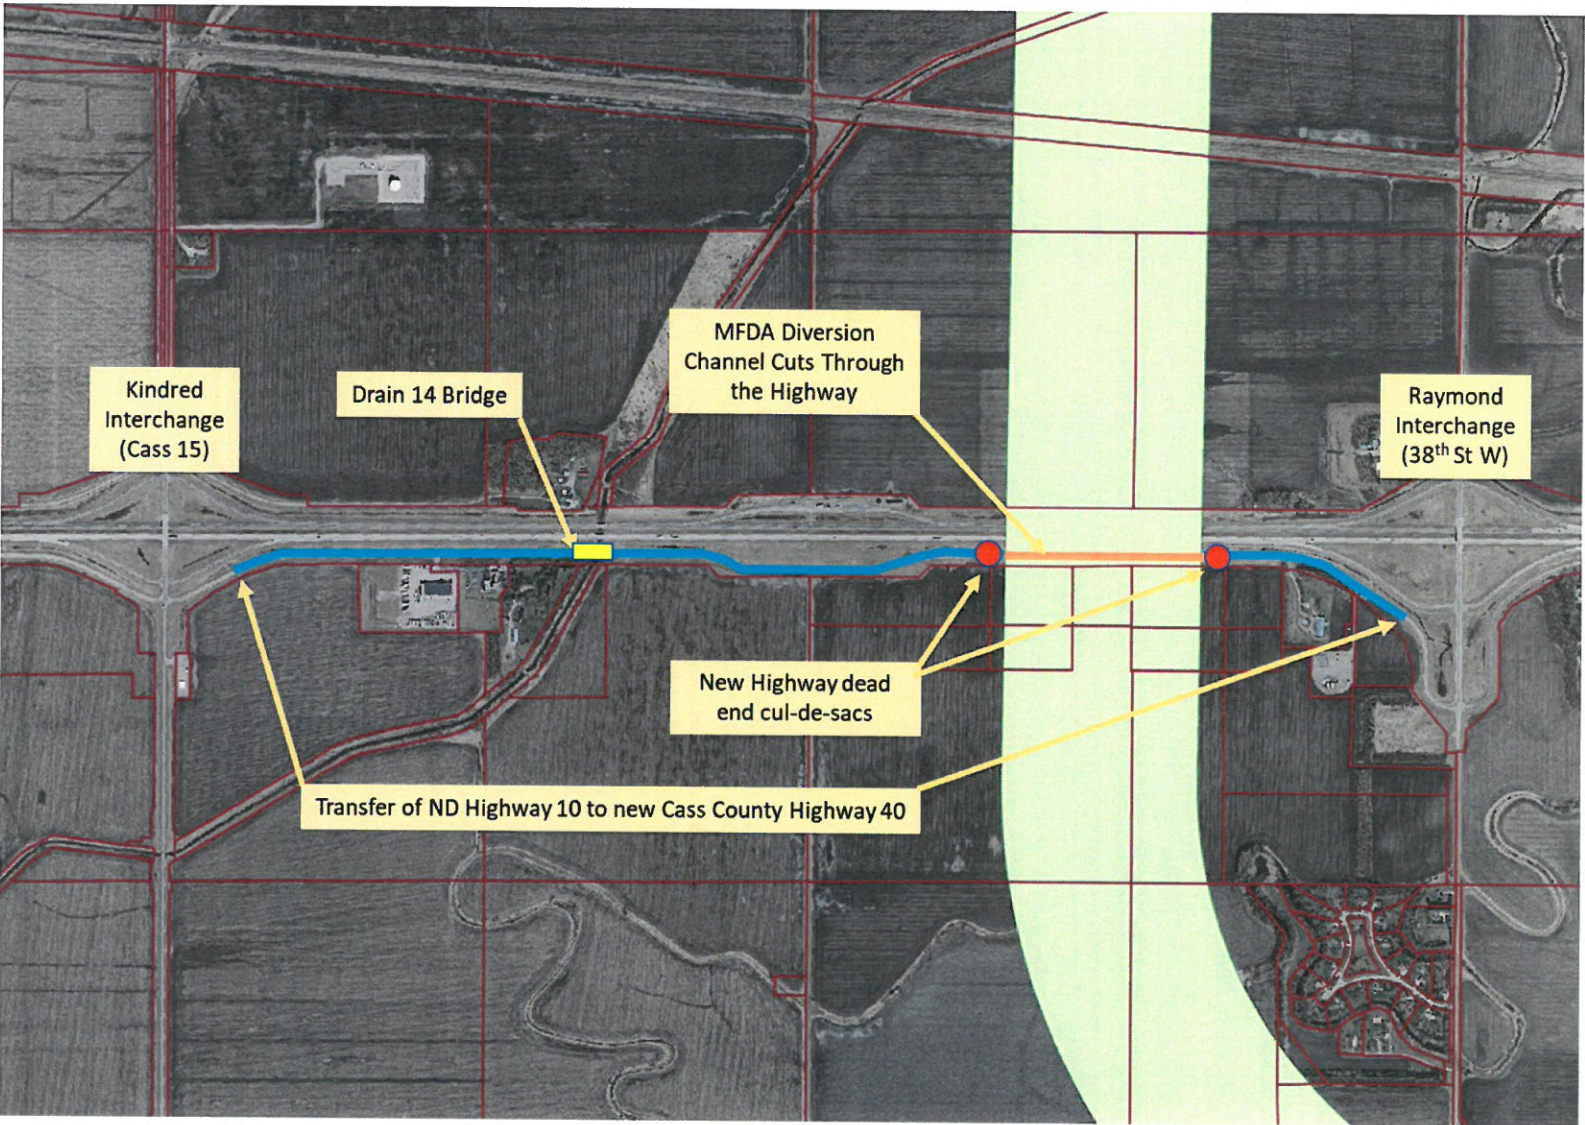 MFDA Diversion
Channel Cuts Through
the Highway
Kindred
Interchange
(Cass 15)
Drain 14 Bridge
Raymond
Interchange
(38th St W)
New Highway dead
end cul-de-sacs
Transfer of ND Highway 10 to new Cass County Highway 40